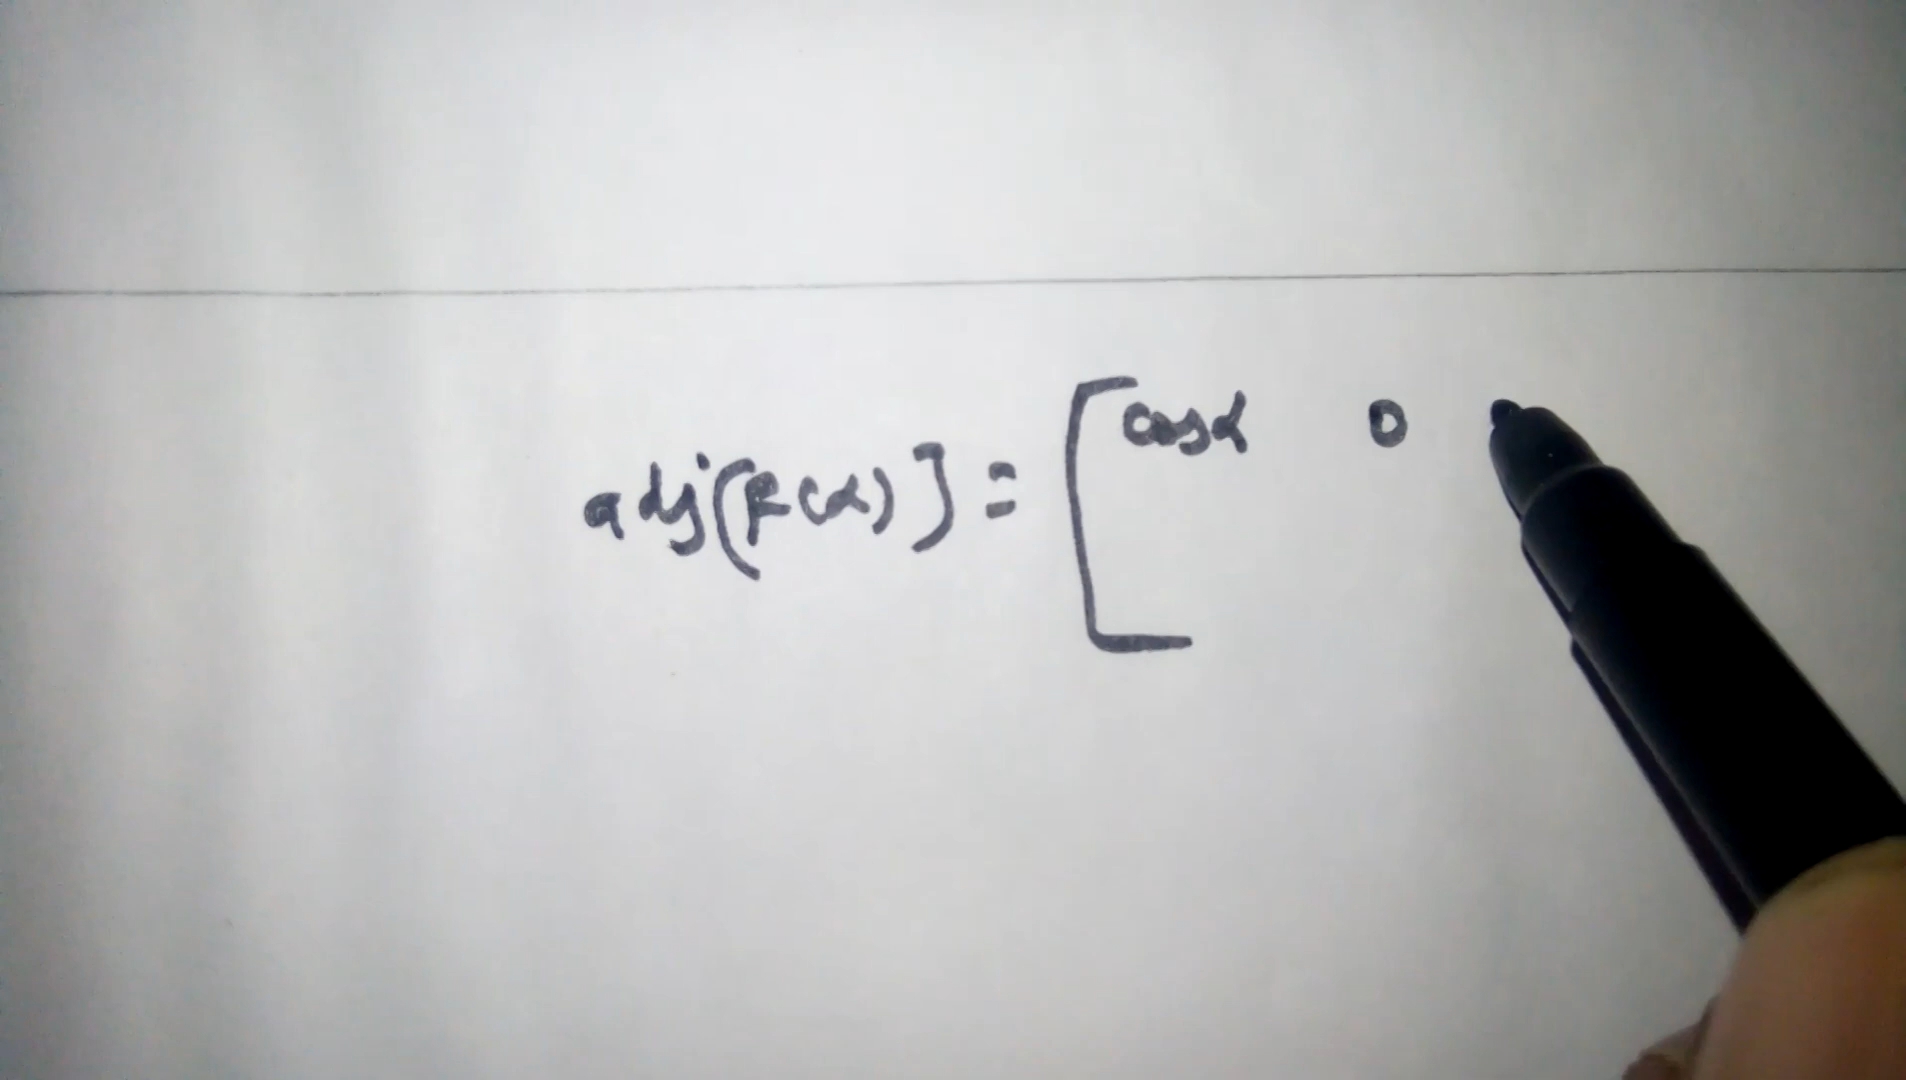 adj(F(α)] = [ cosα 0